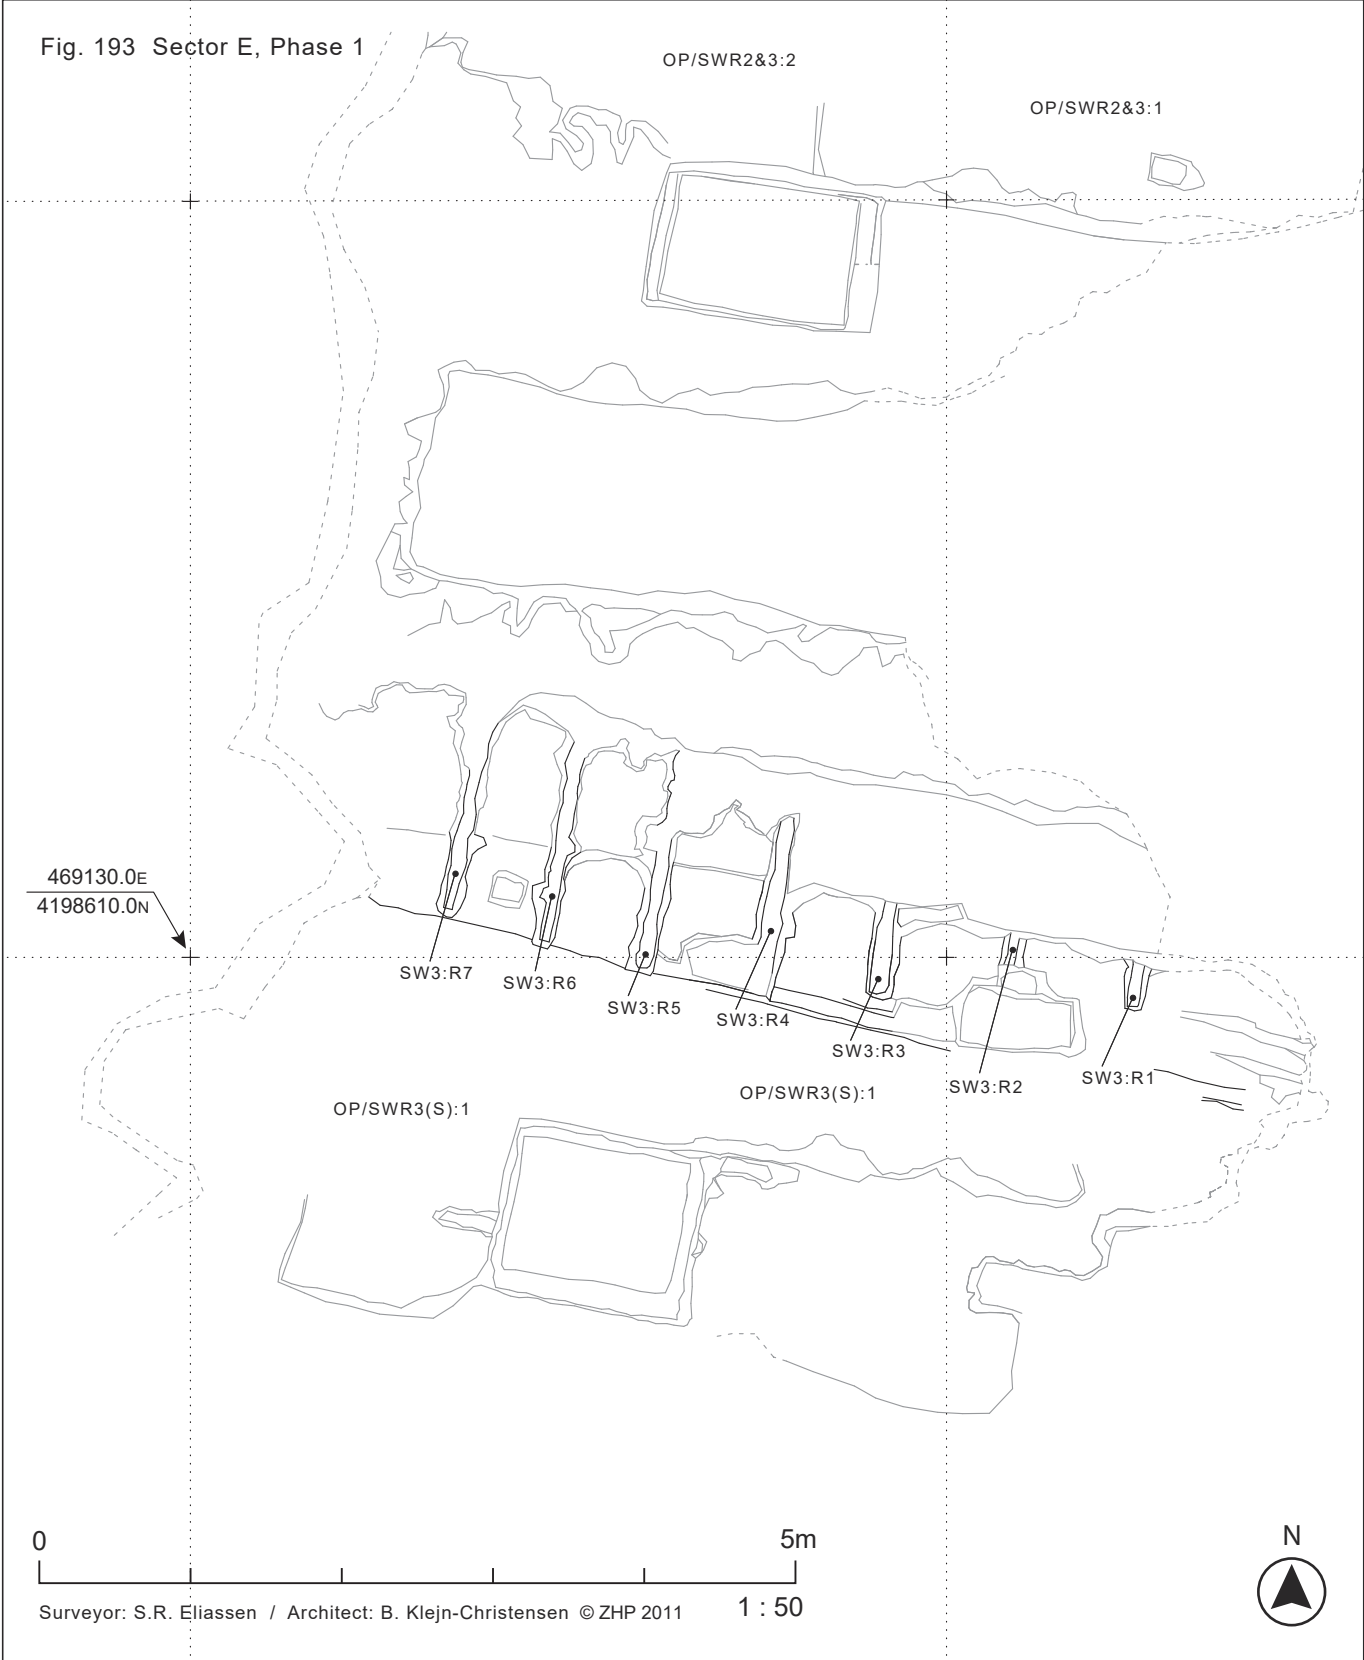 Fig. 193 Sector E, Phase 1
OP/SWR2&3:2
OP/SWR2&3:1
469130.0E
4198610.0N
SW3:R7
SW3:R6
SW3:R5
SW3:R4
SW3:R3
SW3:R2
SW3:R1
OP/SWR3(S):1
OP/SWR3(S):1
0
5m
N
Surveyor: S.R. Eliassen / Architect: B. Klejn-Christensen © ZHP 2011
1 : 50